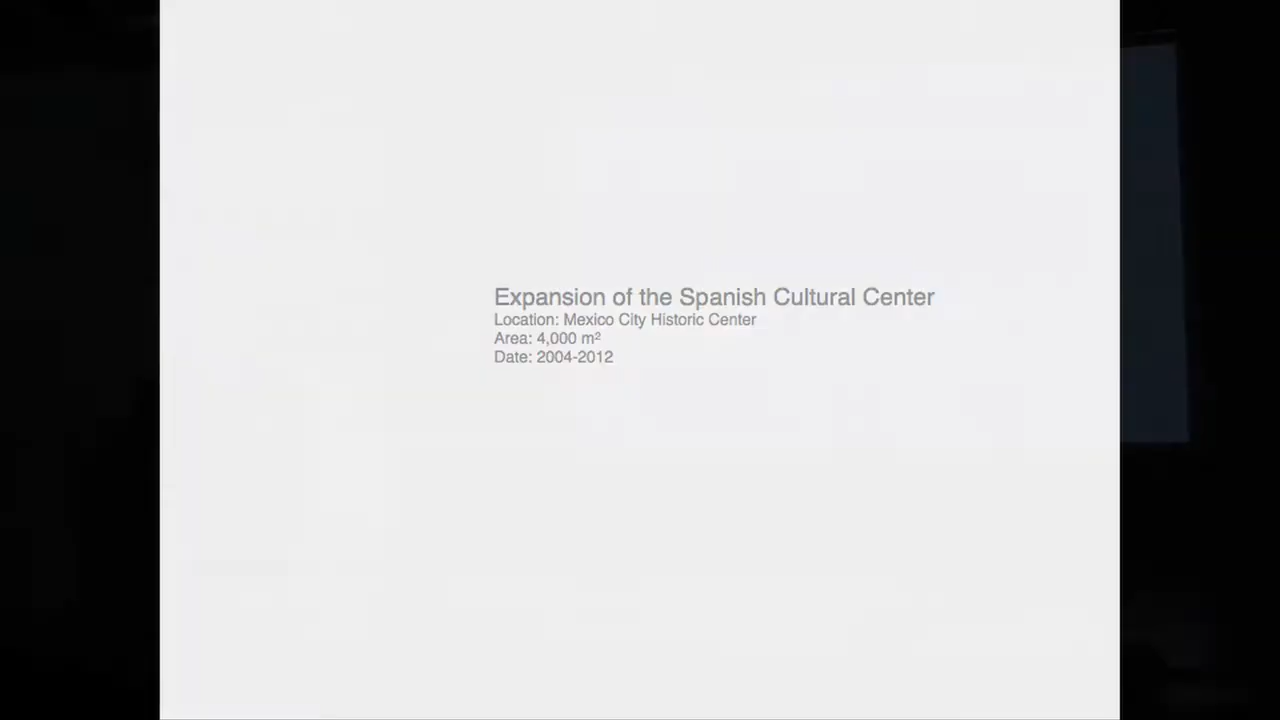 Expansion of the Spanish Cultural Center
Location: Mexico City Historic Center
Area: 4,000 m²
Date: 2004-2012